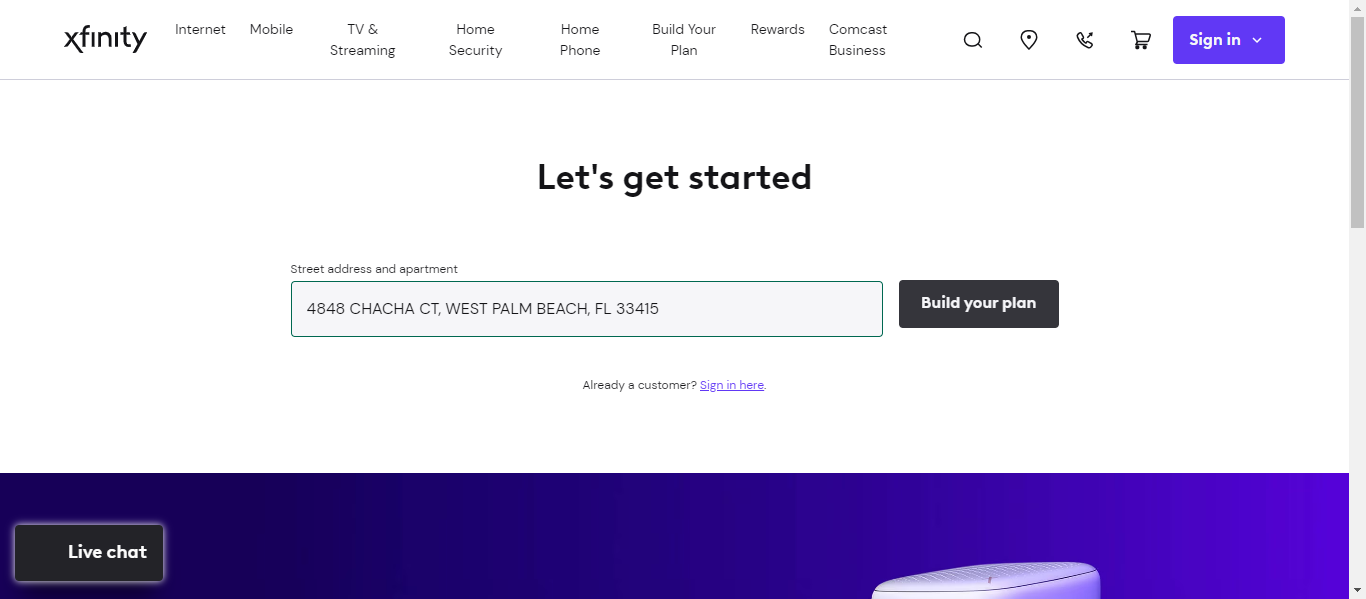 xfinity
Internet
Mobile
TV &
Streaming
Home
Security
Home
Phone
Build Your
Plan
Rewards
Comcast
Business
Sign in
Let's get started
Street address and apartment
4848 CHACHA CT, WEST PALM BEACH, FL 33415
Build your plan
Already a customer? Sign in here.
Live chat